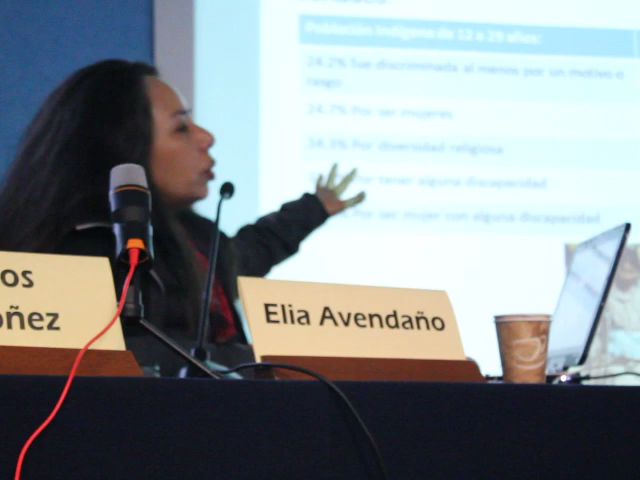 Población Indígena de 12 a 29 años:
24.2% fue discriminada al menos por un motivo o
rasgo
24.7% Por ser mujeres
34.3% Por diversidad religiosa
Por tener alguna discapacidad
Por ser mujer con alguna discapacidad
os
oñez
Elia Avendaño